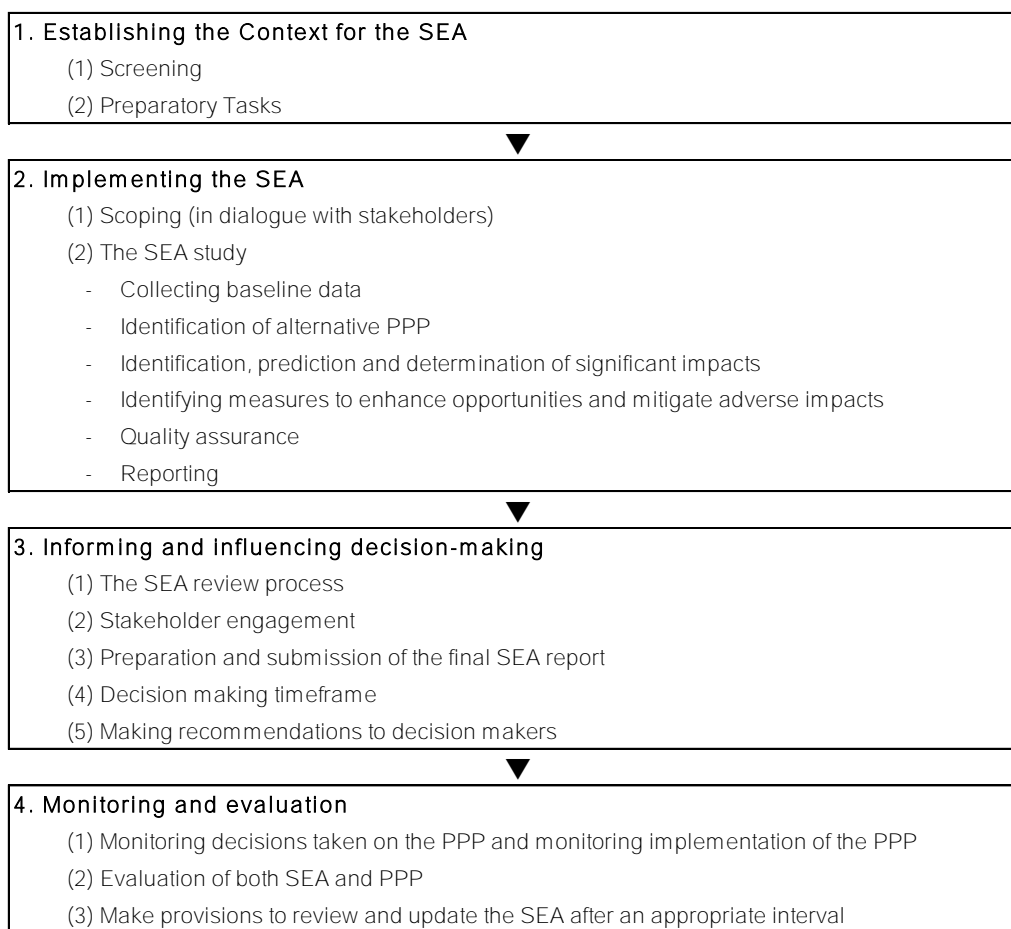 1. Establishing the Context for the SEA
(1) Screening
(2) Preparatory Tasks
2. Implementing the SEA
(1) Scoping (in dialogue with stakeholders)
(2) The SEA study
- Collecting baseline data
- Identification of alternative PPP
- Identification, prediction and determination of significant impacts
- Identifying measures to enhance opportunities and mitigate adverse impacts
- Quality assurance
- Reporting
3. Informing and influencing decision-making
(1) The SEA review process
(2) Stakeholder engagement
(3) Preparation and submission of the final SEA report
(4) Decision making timeframe
(5) Making recommendations to decision makers
4. Monitoring and evaluation
(1) Monitoring decisions taken on the PPP and monitoring implementation of the PPP
(2) Evaluation of both SEA and PPP
(3) Make provisions to review and update the SEA after an appropriate interval